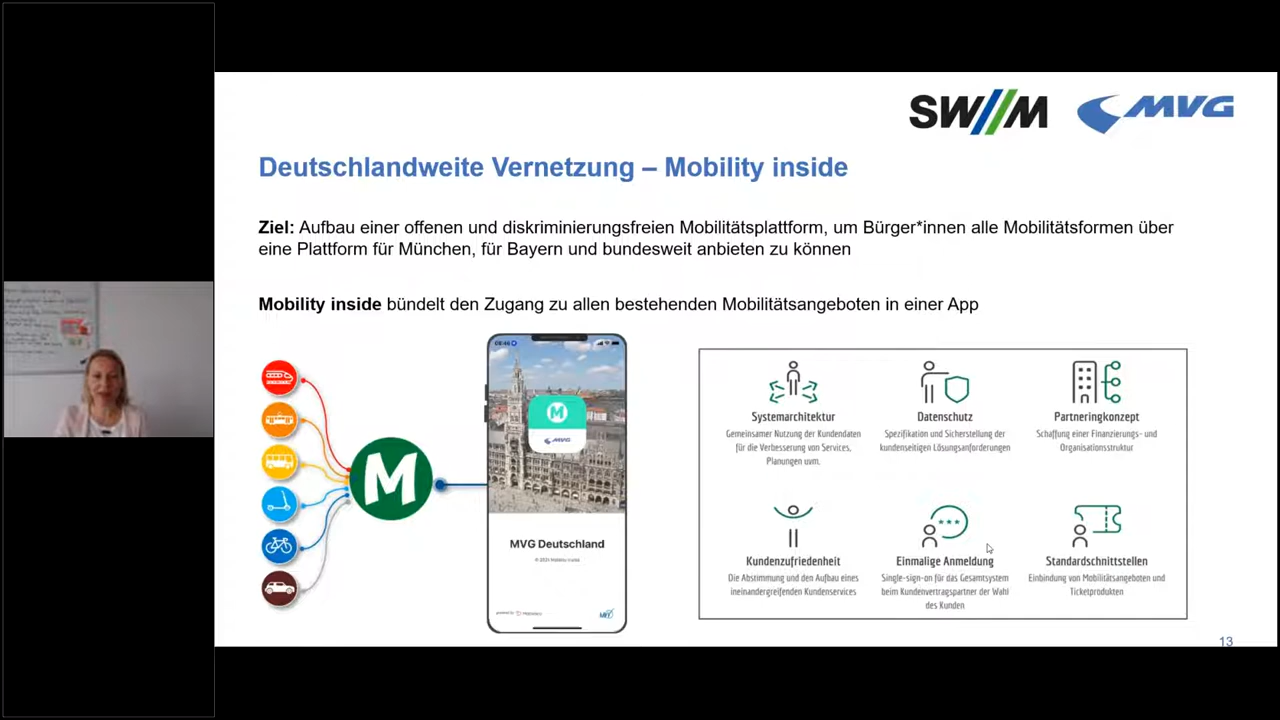 SW//M MVG
Deutschlandweite Vernetzung – Mobility inside
Ziel: Aufbau einer offenen und diskriminierungsfreien Mobilitätsplattform, um Bürger*innen alle Mobilitätsformen über
eine Plattform für München, für Bayern und bundesweit anbieten zu können
Mobility inside bündelt den Zugang zu allen bestehenden Mobilitätsangeboten in einer App
M
08:46
M
MVG
MVG Deutschland
Systemarchitektur
Gemeinsamer Nutzung der Kundendaten
für die Verbesserung von Services,
Planungen uvm.
Datenschutz
Spezifikation und Sicherstellung der
kundenseitigen Lösungsanforderungen
Partneringkonzept
Schaffung einer Finanzierungs- und
Organisationsstruktur
Kundenzufriedenheit
Die Abstimmung und den Aufbau eines
ineinandergreifenden Kundenservices
Einmalige Anmeldung
Single-sign-on für das Gesamtsystem
beim Kundenvertragspartner der Wahl
des Kunden
Standardschnittstellen
Einbindung von Mobilitätsangeboten und
Ticketprodukten
13